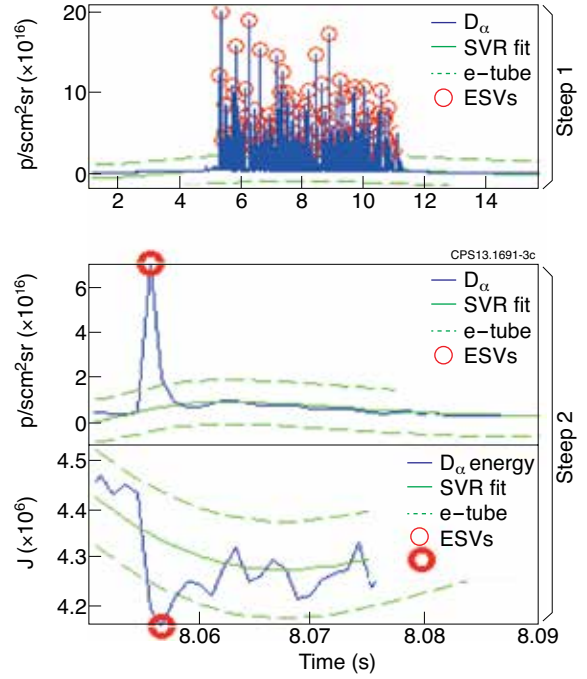 p/scm²sr (×10¹⁶)
20
10
0
Dα
SVR fit
e−tube
ESVs
Steep 1
2 4 6 8 10 12 14
CPS13.1691-3c
p/scm²sr (×10¹⁶)
6
4
2
0
Dα
SVR fit
e−tube
ESVs
Steep 2
J (×10⁶)
4.5
4.4
4.3
4.2
Dα energy
SVR fit
e−tube
ESVs
8.06 8.07 8.08 8.09
Time (s)